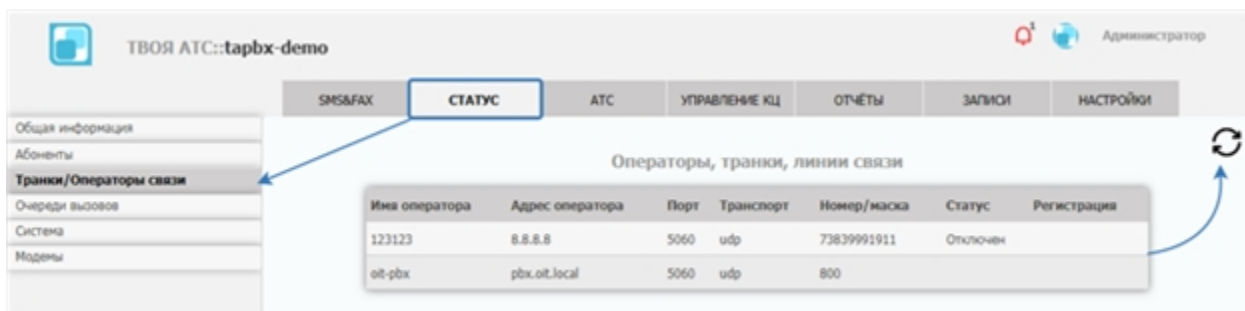 1
ТВОЯ АТС::tapbx-demo
Администратор
SMS&FAX СТАТУС АТС УПРАВЛЕНИЕ КЦ ОТЧЁТЫ ЗАПИСИ НАСТРОЙКИ
Общая информация
Абоненты
Транки/Операторы связи
Очереди вызовов
Система
Модемы
Операторы, транки, линии связи
Имя оператора Адрес оператора Порт Транспорт Номер/маска Статус Регистрация
123123 8.8.8.8 5060 udp 73839991911 Отключен
oit-pbx pbx.oit.local 5060 udp 800